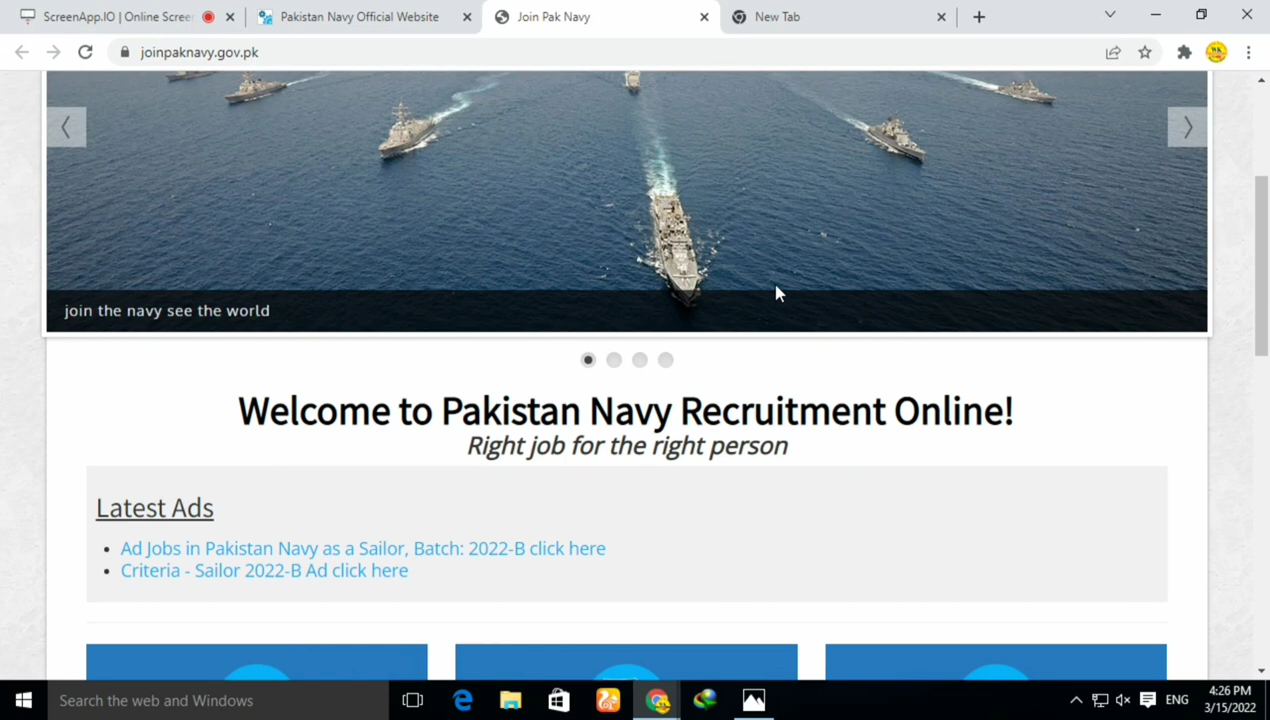 ScreenApp.IO | Online Scree
Pakistan Navy Official Website
Join Pak Navy
New Tab
joinpaknavy.gov.pk
join the navy see the world
Welcome to Pakistan Navy Recruitment Online!
Right job for the right person
Latest Ads
Ad Jobs in Pakistan Navy as a Sailor, Batch: 2022-B click here
Criteria - Sailor 2022-B Ad click here
Search the web and Windows
ENG
4:26 PM
3/15/2022